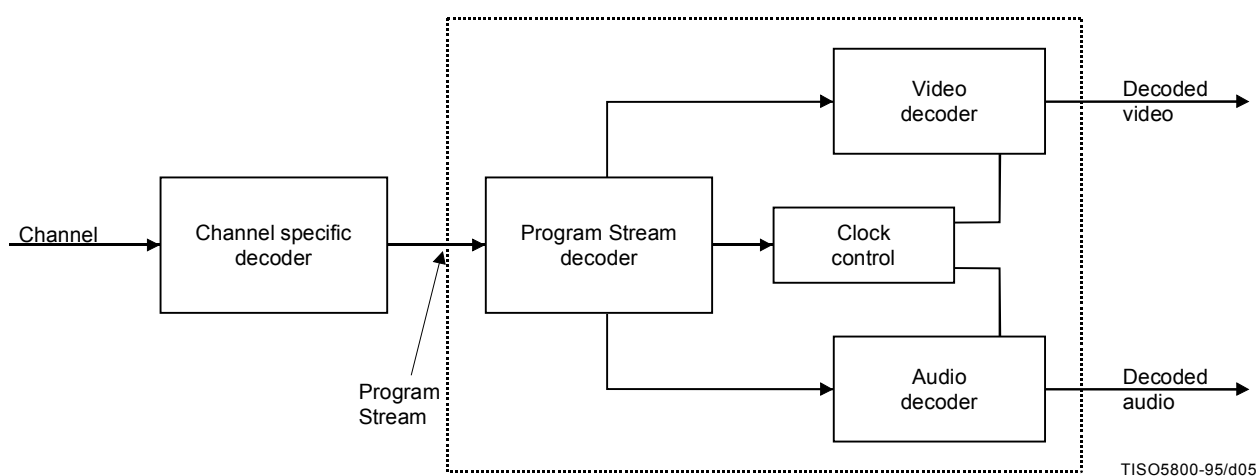 Channel
Channel specific
decoder
Program
Stream
Program Stream
decoder
Clock
control
Video
decoder
Decoded
video
Audio
decoder
Decoded
audio
TISO5800-95/d05